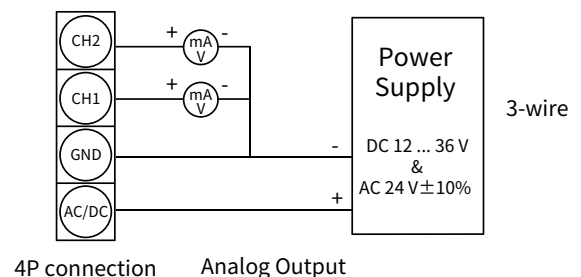 CH2
+
mA
V
-
CH1
+
mA
V
-
GND
-
AC/DC
+
Power
Supply
DC 12 ... 36 V
&
AC 24 V±10%
3-wire
4P connection
Analog Output